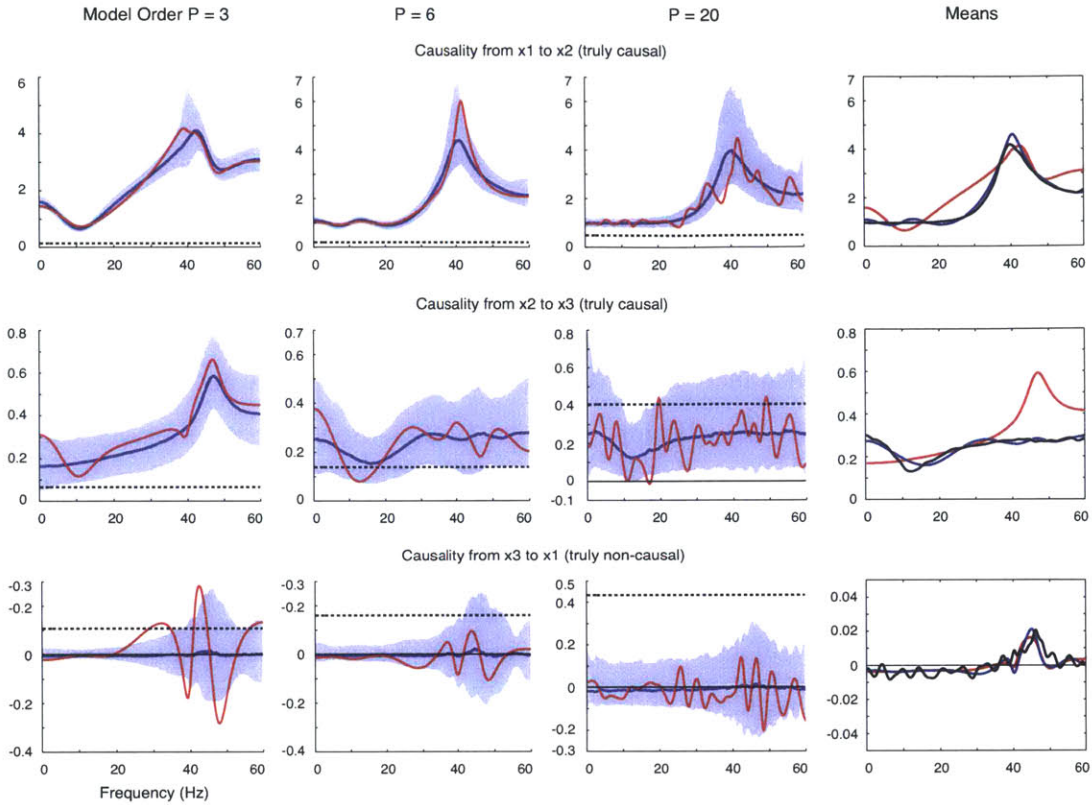 Model Order P = 3 P = 6 P = 20 Means
Causality from x1 to x2 (truly causal)
6 7 7 7
6 6 6
4 4 4 4
2 2 2 2
1 1 1
0 0 0 0
0 20 40 60 0 20 40 60 0 20 40 60 0 20 40 60
Causality from x2 to x3 (truly causal)
0.8 0.7 0.7 0.8
0.6 0.6 0.6 0.6
0.4 0.4 0.4 0.4
0.2 0.2 0.2 0.2
0 0 0 0
-0.1
0 20 40 60 0 20 40 60 0 20 40 60 0 20 40 60
Causality from x3 to x1 (truly non-causal)
-0.3 -0.3 0.5 0.04
-0.2 -0.2 0.4 0.02
0 0 0.2 0
-0.2 -0.2 0 -0.02
-0.4 -0.4 -0.2 -0.04
-0.3
0 20 40 60 0 20 40 60 0 20 40 60 0 20 40 60
Frequency (Hz)